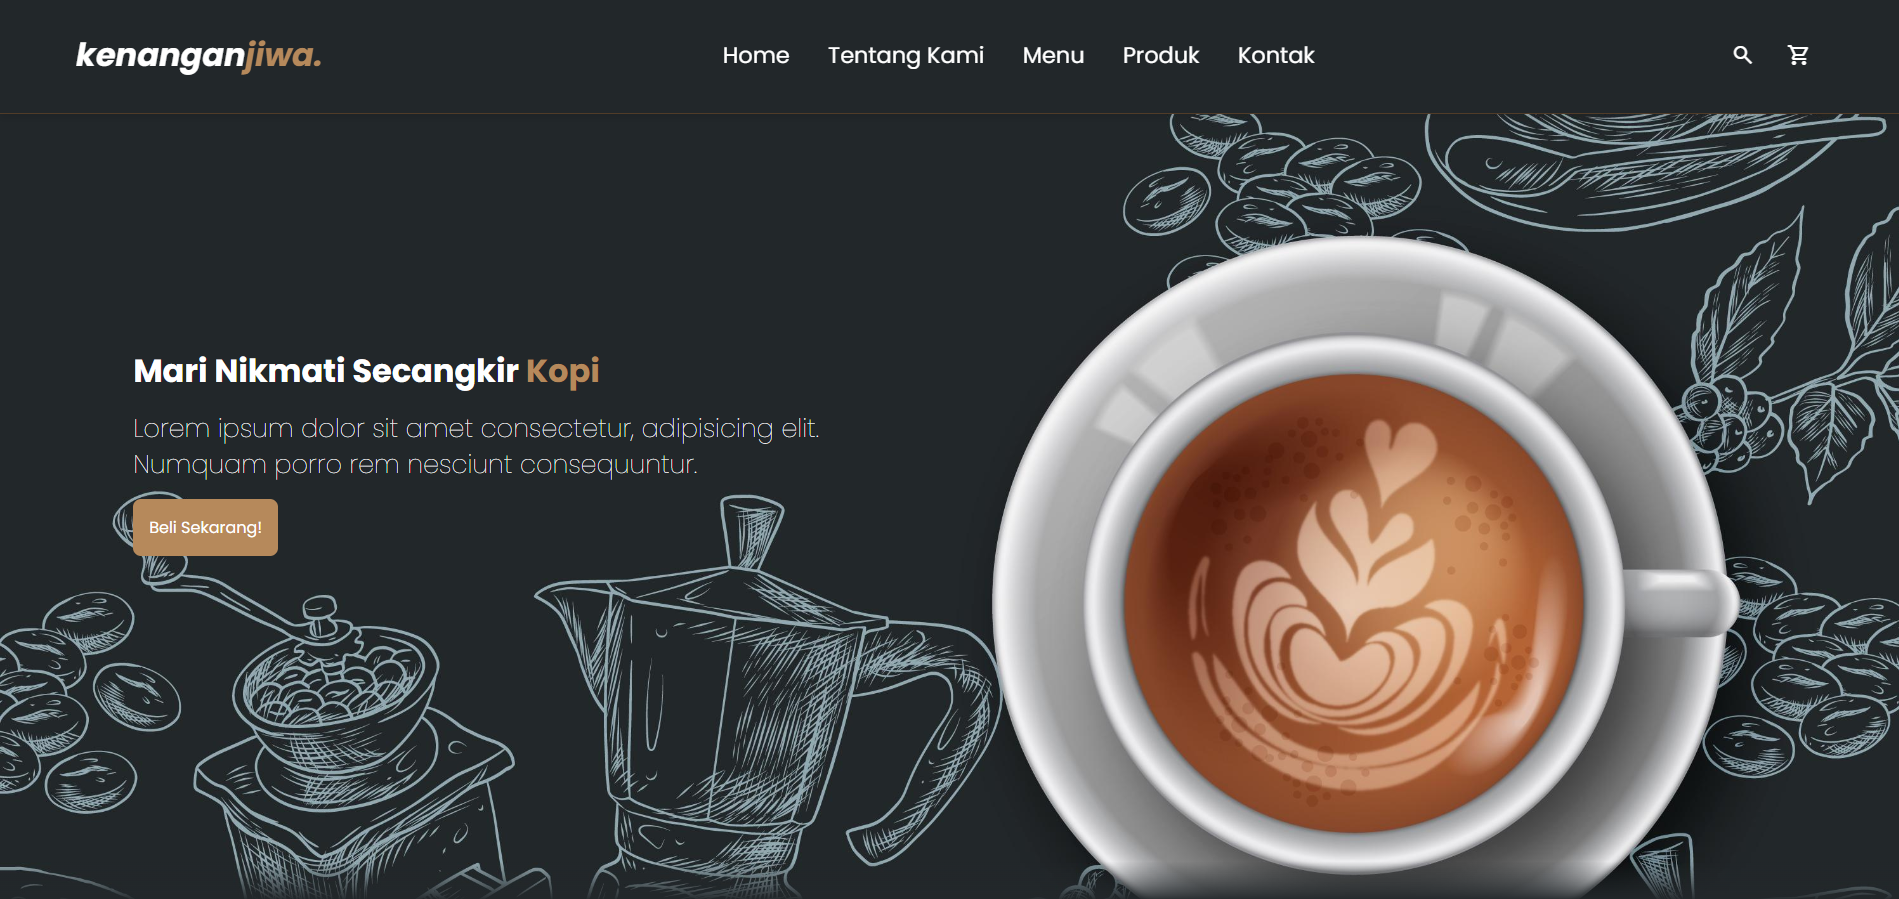 kenanganjiwa.
Home Tentang Kami Menu Produk Kontak
Mari Nikmati Secangkir Kopi
Lorem ipsum dolor sit amet consectetur, adipisicing elit.
Numquam porro rem nesciunt consequuntur.
Beli Sekarang!